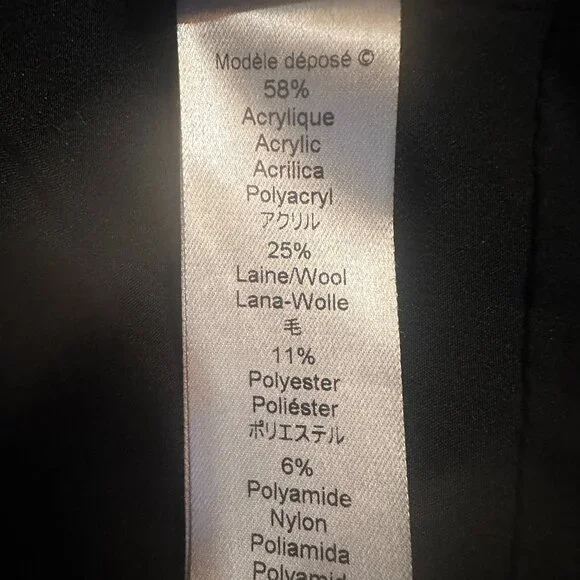 Modèle déposé ©
58%
Acrylique
Acrylic
Acrilica
Polyacryl
アクリル
25%
Laine/Wool
Lana-Wolle
毛
11%
Polyester
Poliéster
ポリエステル
6%
Polyamide
Nylon
Poliamida
Polyamid